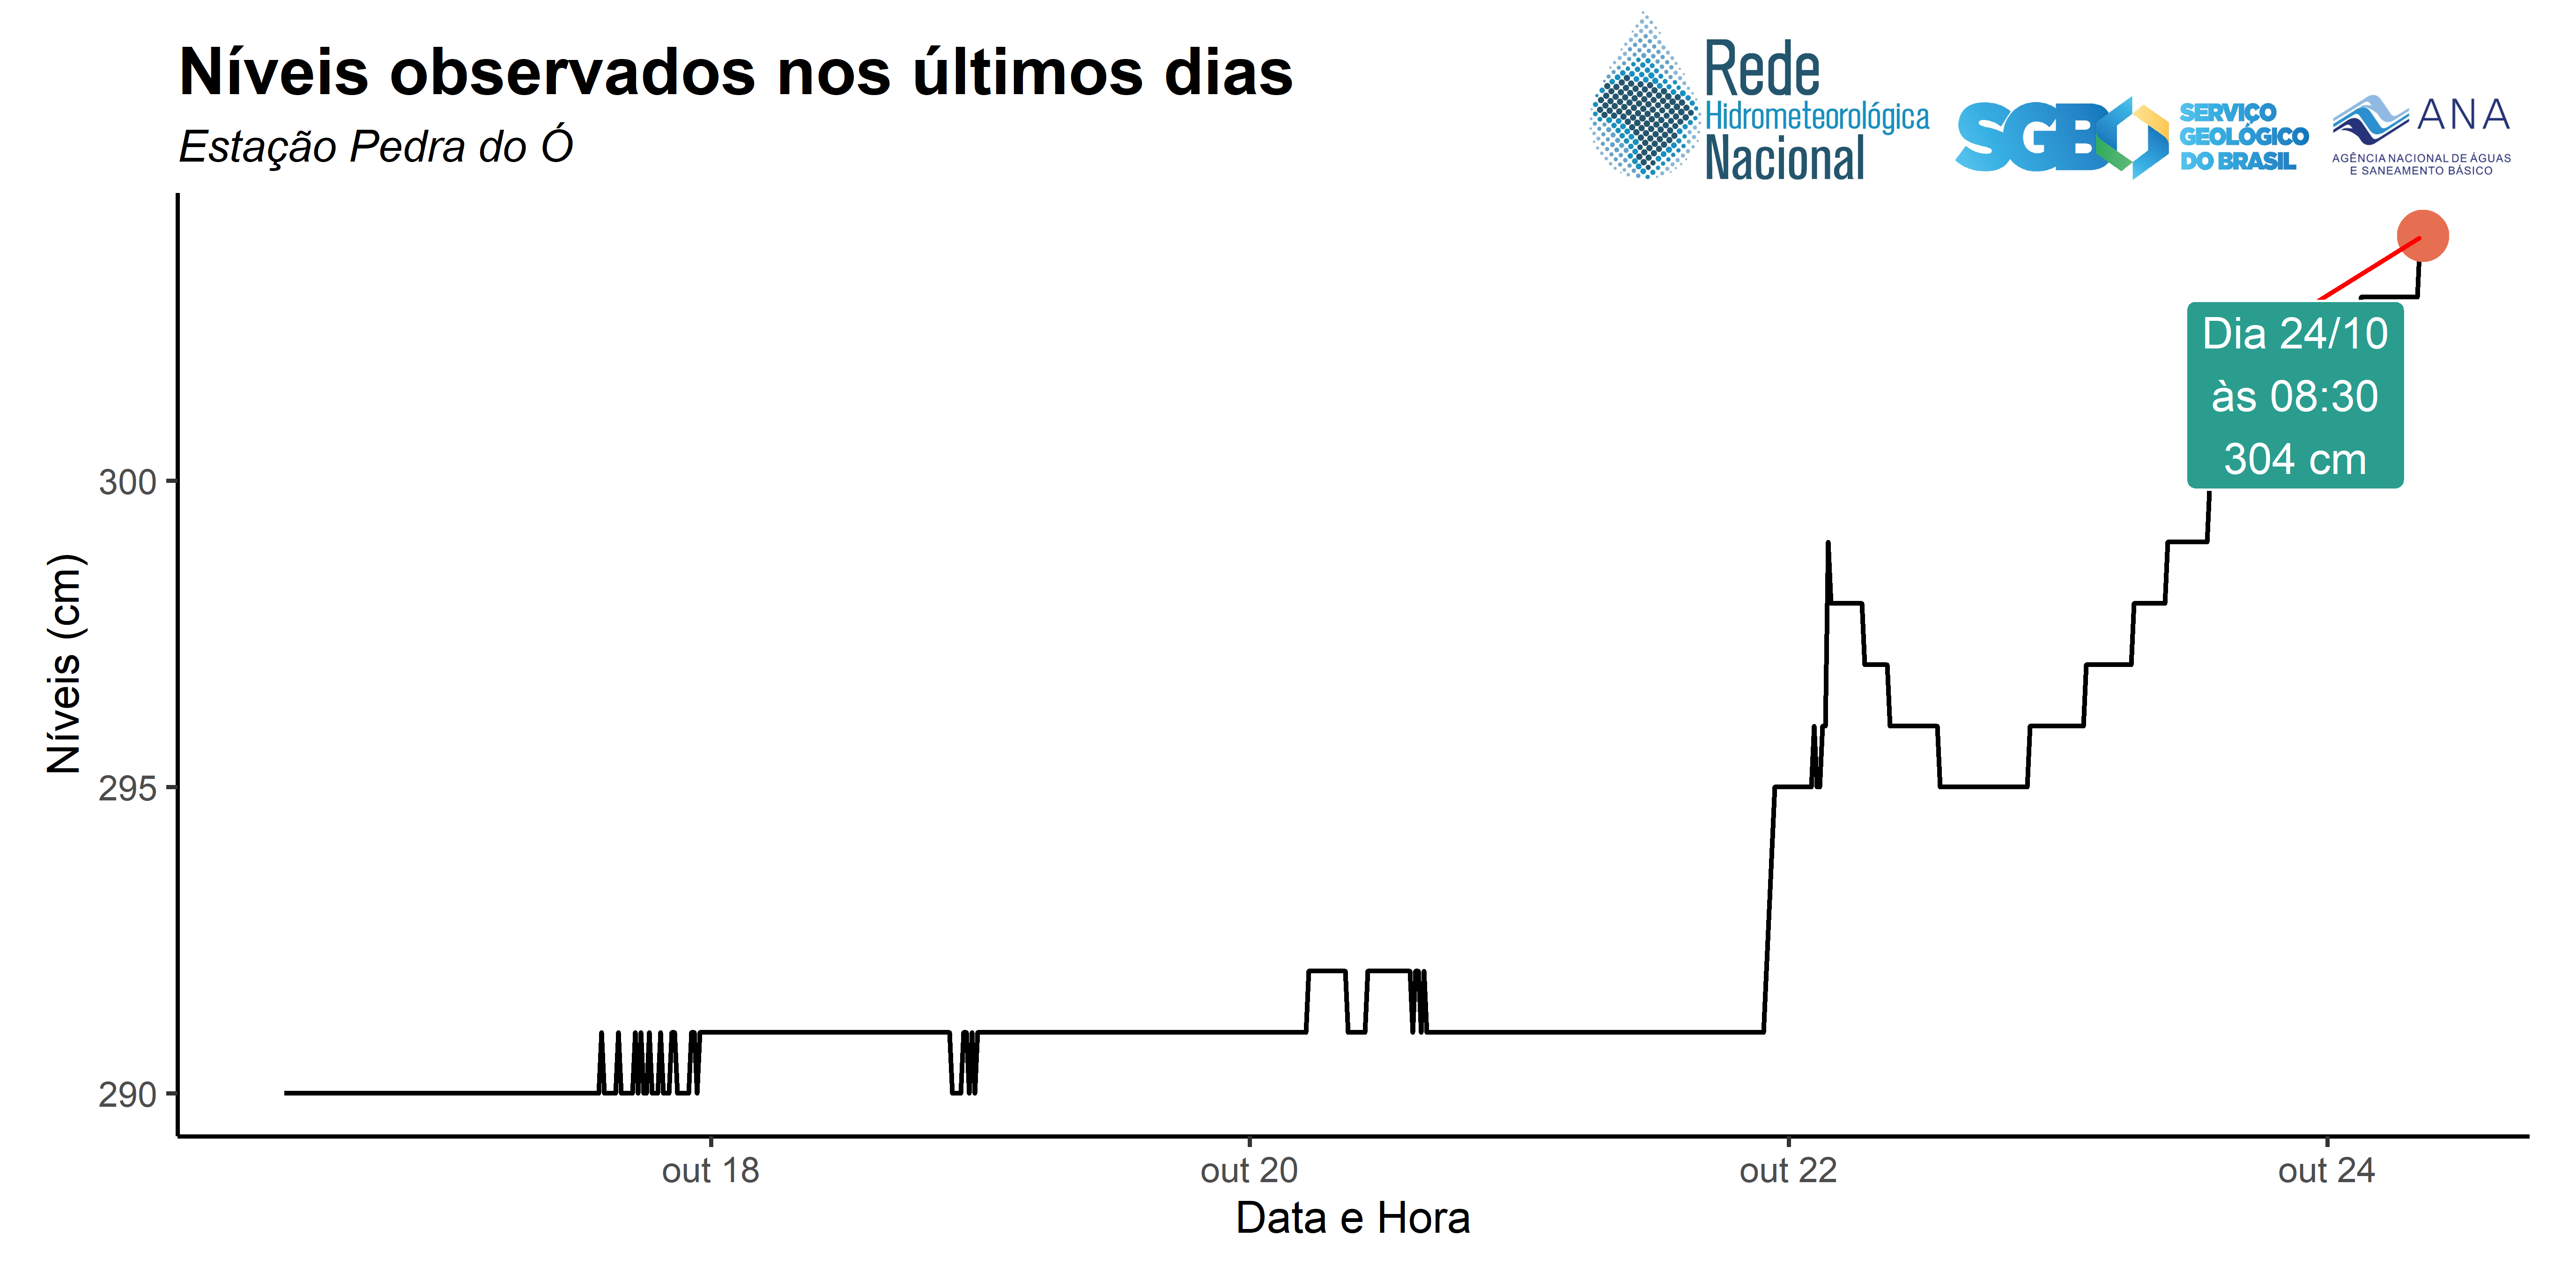 Níveis observados nos últimos dias
Estação Pedra do Ó
Rede
Hidrometeorológica
Nacional
SGB
SERVIÇO
GEOLÓGICO
DO BRASIL
ANA
AGÊNCIA NACIONAL DE ÁGUAS
E SANEAMENTO BÁSICO
Dia 24/10
às 08:30
304 cm
300
295
290
Níveis (cm)
out 18
out 20
out 22
out 24
Data e Hora